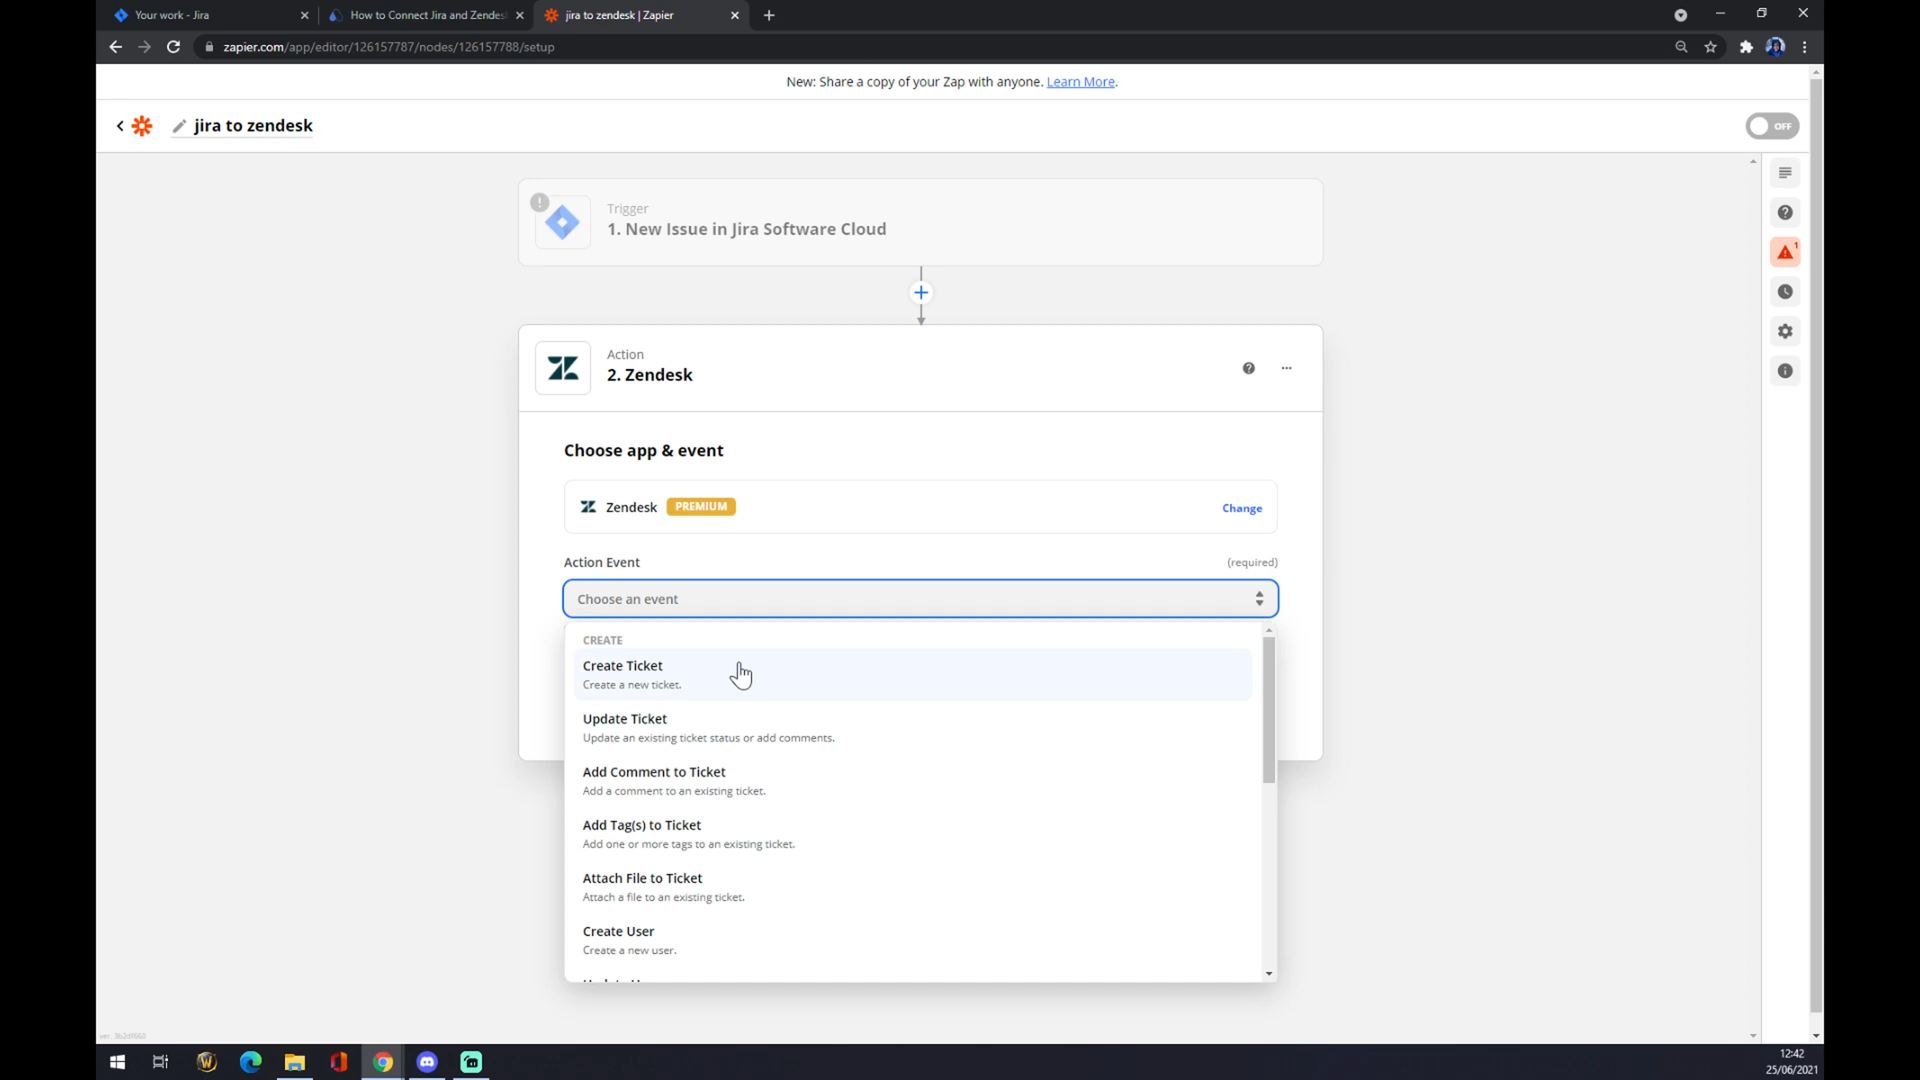 Your work - Jira
How to Connect Jira and Zendes
jira to zendesk | Zapier
zapier.com/app/editor/126157787/nodes/126157788/setup
New: Share a copy of your Zap with anyone. Learn More.
jira to zendesk
OFF
Trigger
1. New Issue in Jira Software Cloud
1
Action
2. Zendesk
Choose app & event
Zendesk PREMIUM
Change
Action Event
(required)
Choose an event
CREATE
Create Ticket
Create a new ticket.
Update Ticket
Update an existing ticket status or add comments.
Add Comment to Ticket
Add a comment to an existing ticket.
Add Tag(s) to Ticket
Add one or more tags to an existing ticket.
Attach File to Ticket
Attach a file to an existing ticket.
Create User
Create a new user.
12:42
25/06/2021